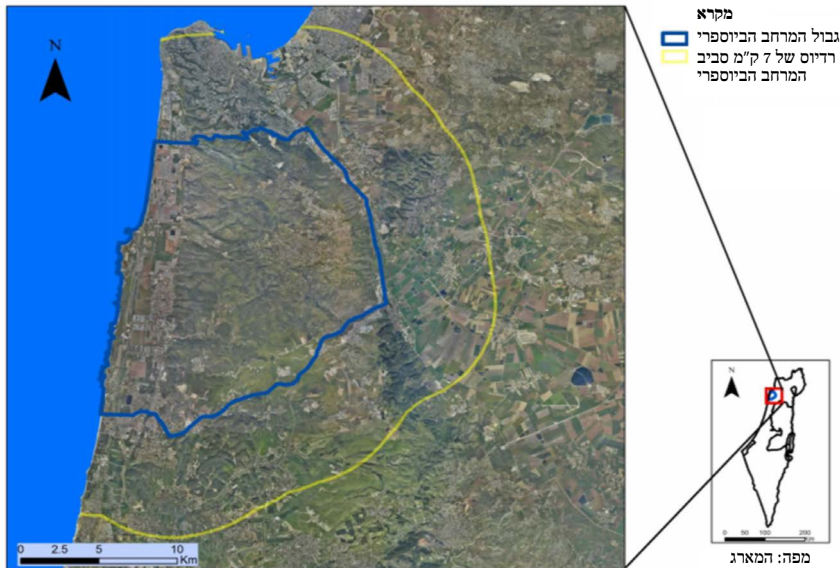 מקרא
גבול המרחב הביוספרי
רדיוס של 7 ק"מ סביב
המרחב הביוספרי
N
0 2.5 5 10
Km
N
0 50 100 200
מפה: המארג